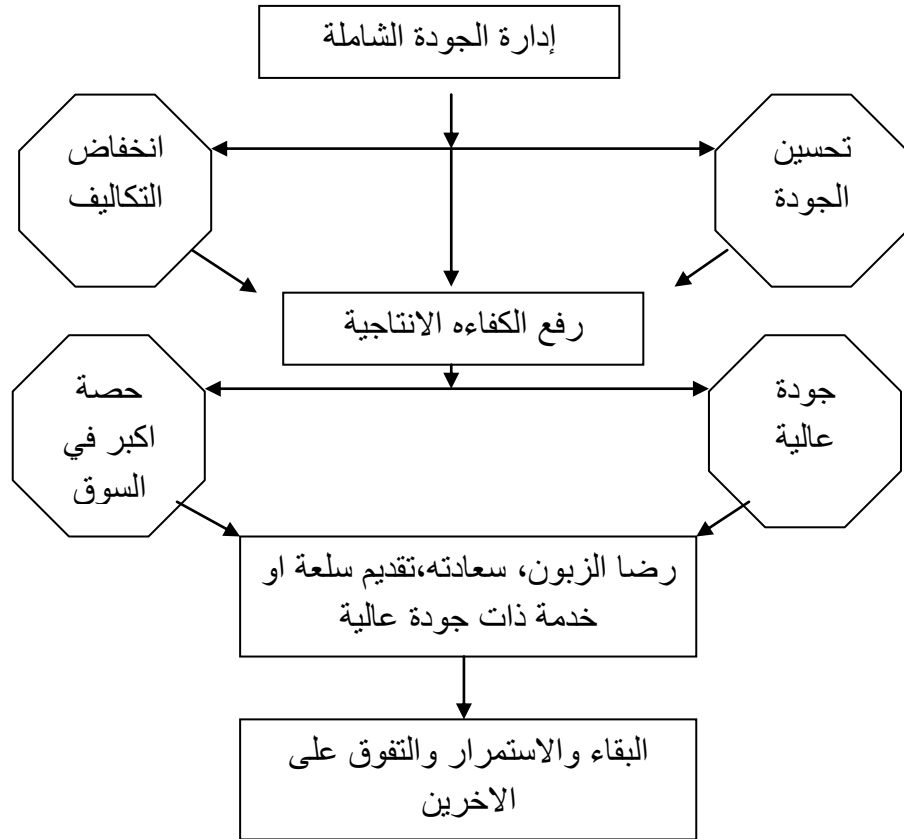 إدارة الجودة الشاملة
تحسين
الجودة
انخفاض
التكاليف
رفع الكفاءه الانتاجية
جودة
عالية
حصة
اكبر في
السوق
رضا الزبون، سعادته،تقديم سلعة او
خدمة ذات جودة عالية
البقاء والاستمرار والتفوق على
الاخرين